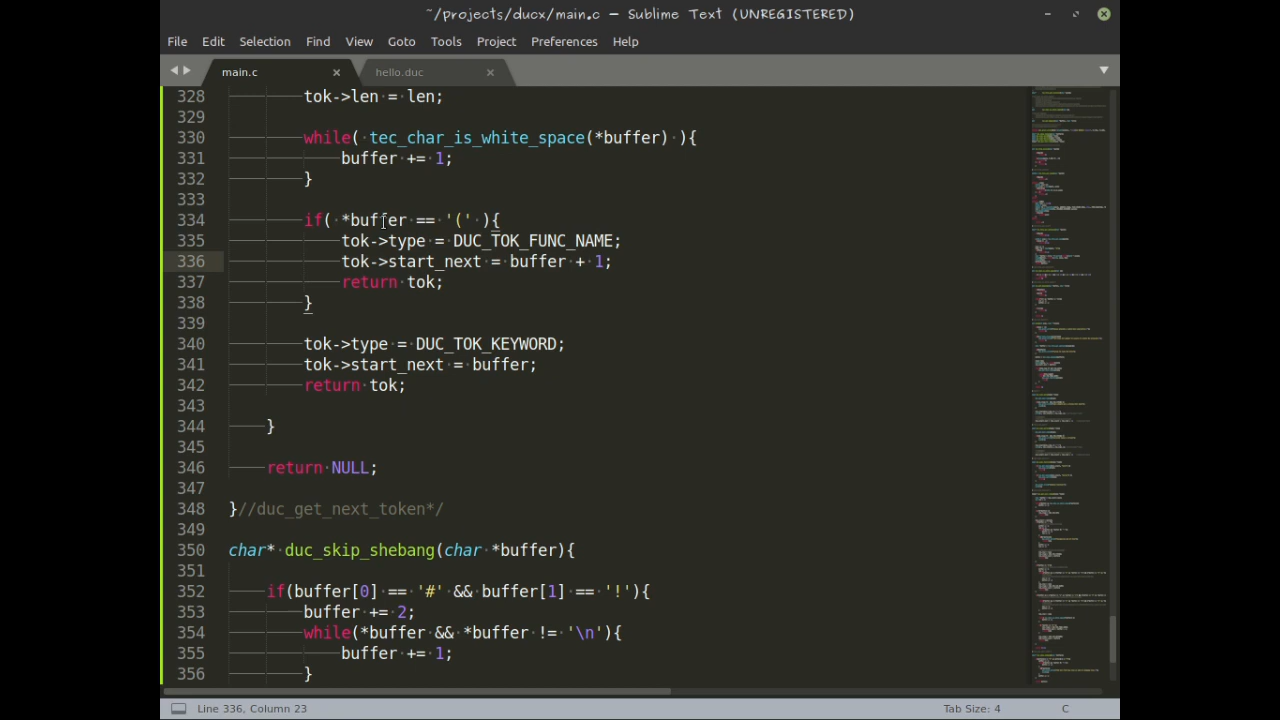 ~/projects/ducx/main.c — Sublime Text (UNREGISTERED)
File Edit Selection Find View Goto Tools Project Preferences Help
main.c hello.duc
328 tok->len = len;
329
330 while( tec_char_is_white_space(*buffer) ){
331 buffer += 1;
332 }
333
334 if( *buffer == '(' ){
335 tok->type = DUC_TOK_FUNC_NAME;
336 tok->start_next = buffer + 1;
337 return tok;
338 }
339
340 tok->type = DUC_TOK_KEYWORD;
341 tok->start_next = buffer;
342 return tok;
343
344 }
345
346 return NULL;
347
348 }//duc_get_next_token*/
349
350 char* duc_skip_shebang(char *buffer){
351
352 if(buffer[0] == '#' && buffer[1] == '!'){
353 buffer += 2;
354 while(*buffer && *buffer != '\n'){
355 buffer += 1;
356 }
Line 336, Column 23 Tab Size: 4 C